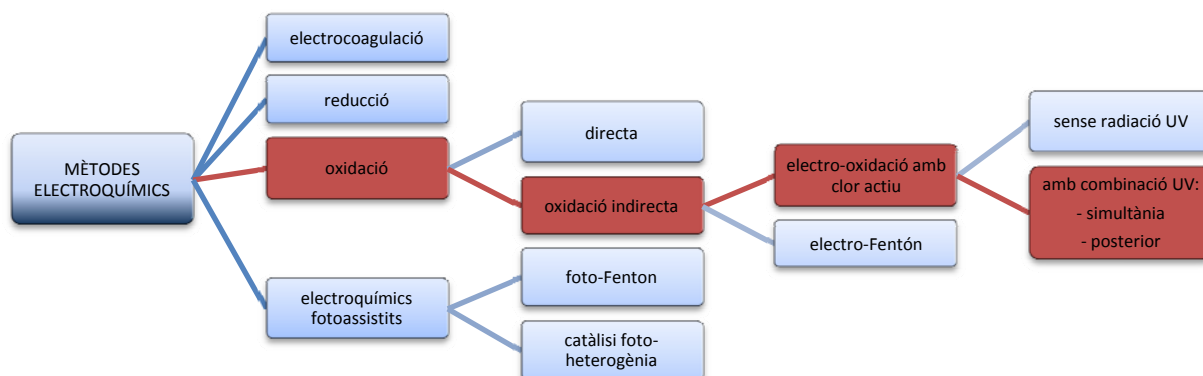 MÈTODES
ELECTROQUÍMICS
electrocoagulació
reducció
oxidació
electroquímics
fotoassistits
directa
oxidació indirecta
foto-Fenton
catàlisi foto-
heterogènia
electro-oxidació amb
clor actiu
electro-Fentón
sense radiació UV
amb combinació UV:
- simultània
- posterior